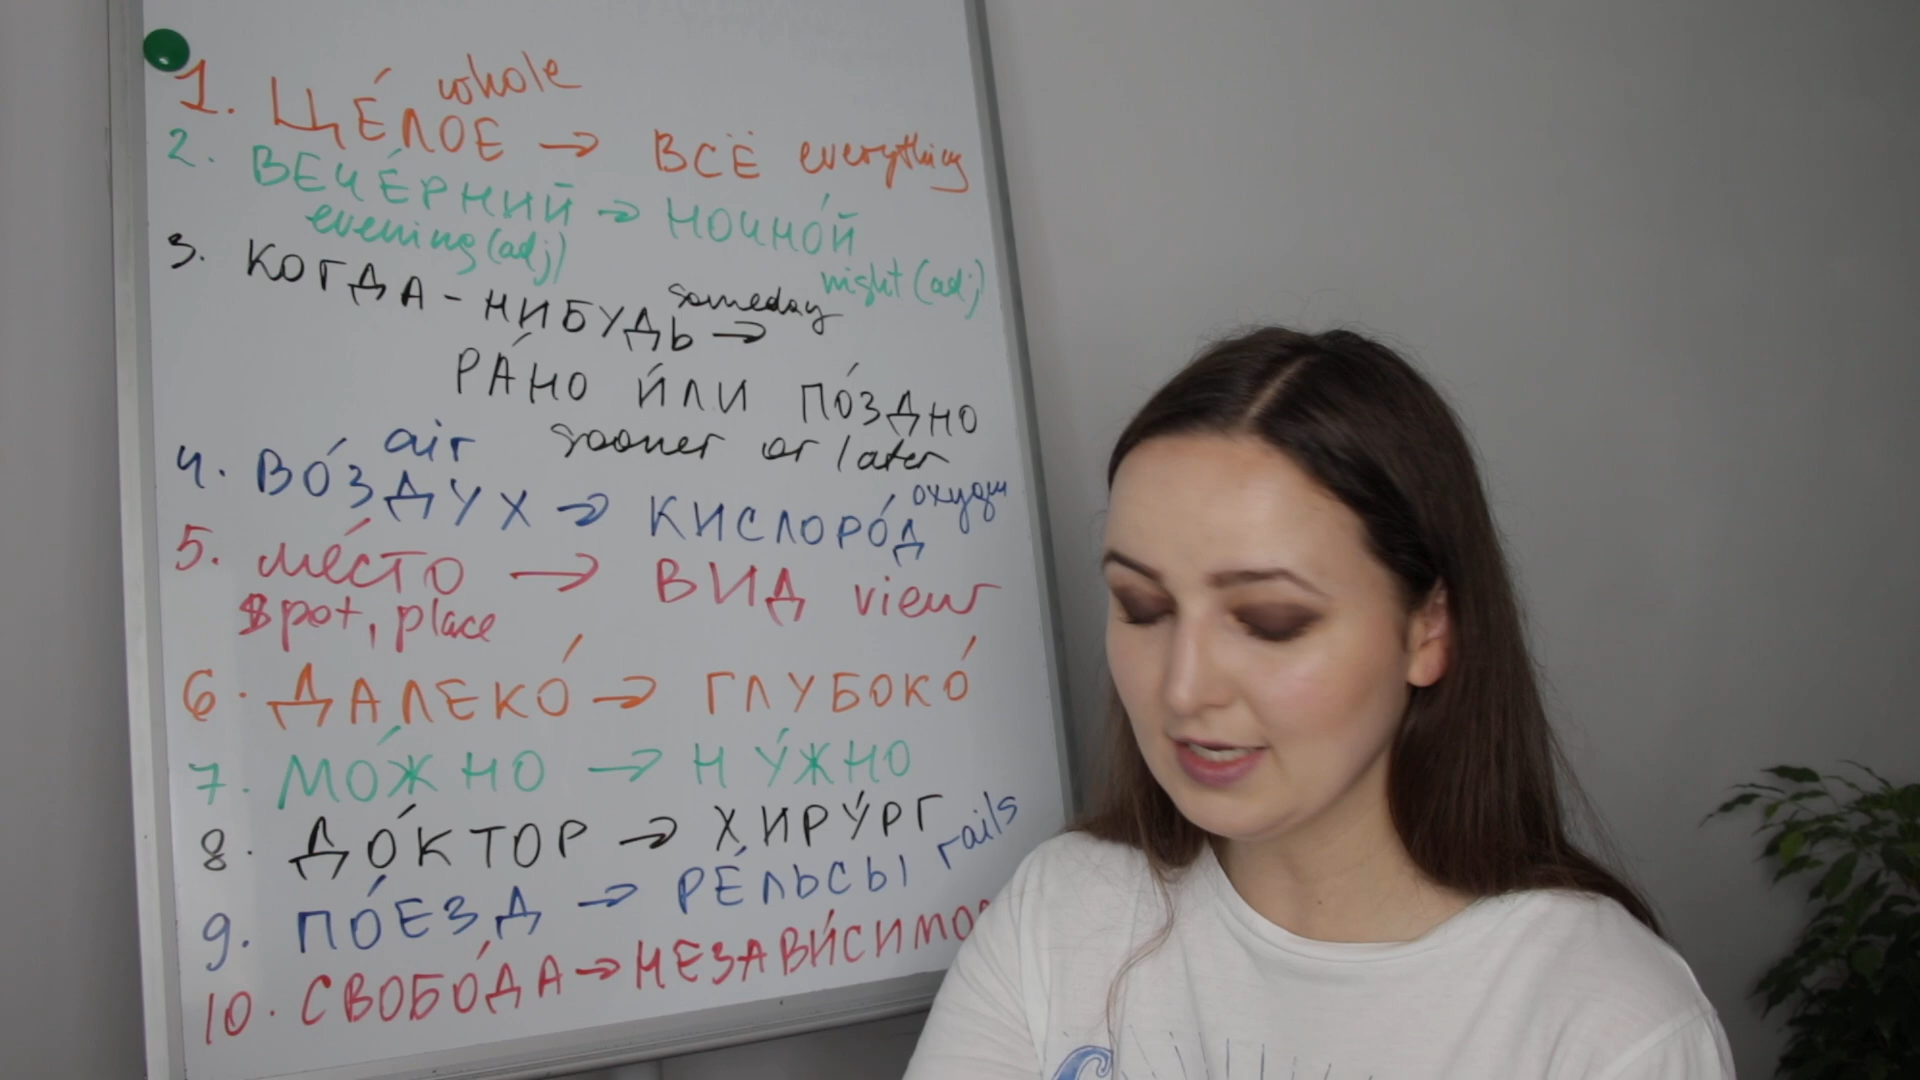 1. ЦЕ́ЛОЕ whole → ВСЁ everything
2. ВЕЧЕ́РНИЙ → НОЧНО́Й
evening (adj) night (adj)
3. КОГДА-НИБУДЬ someday →
РА́НО И́ЛИ ПО́ЗДНО
sooner or later
4. ВО́ЗДУХ air → КИСЛОРО́Д
5. МЕ́СТО → ВИД view
spot, place
6. ДАЛЕКО́ → ГЛУБОКО́
7. МО́ЖНО → НУ́ЖНО
8. ДО́КТОР → ХИРУ́РГ
9. ПО́ЕЗД → РЕ́ЛЬСЫ rails
10. СВОБО́ДА → НЕЗАВИ́СИМО